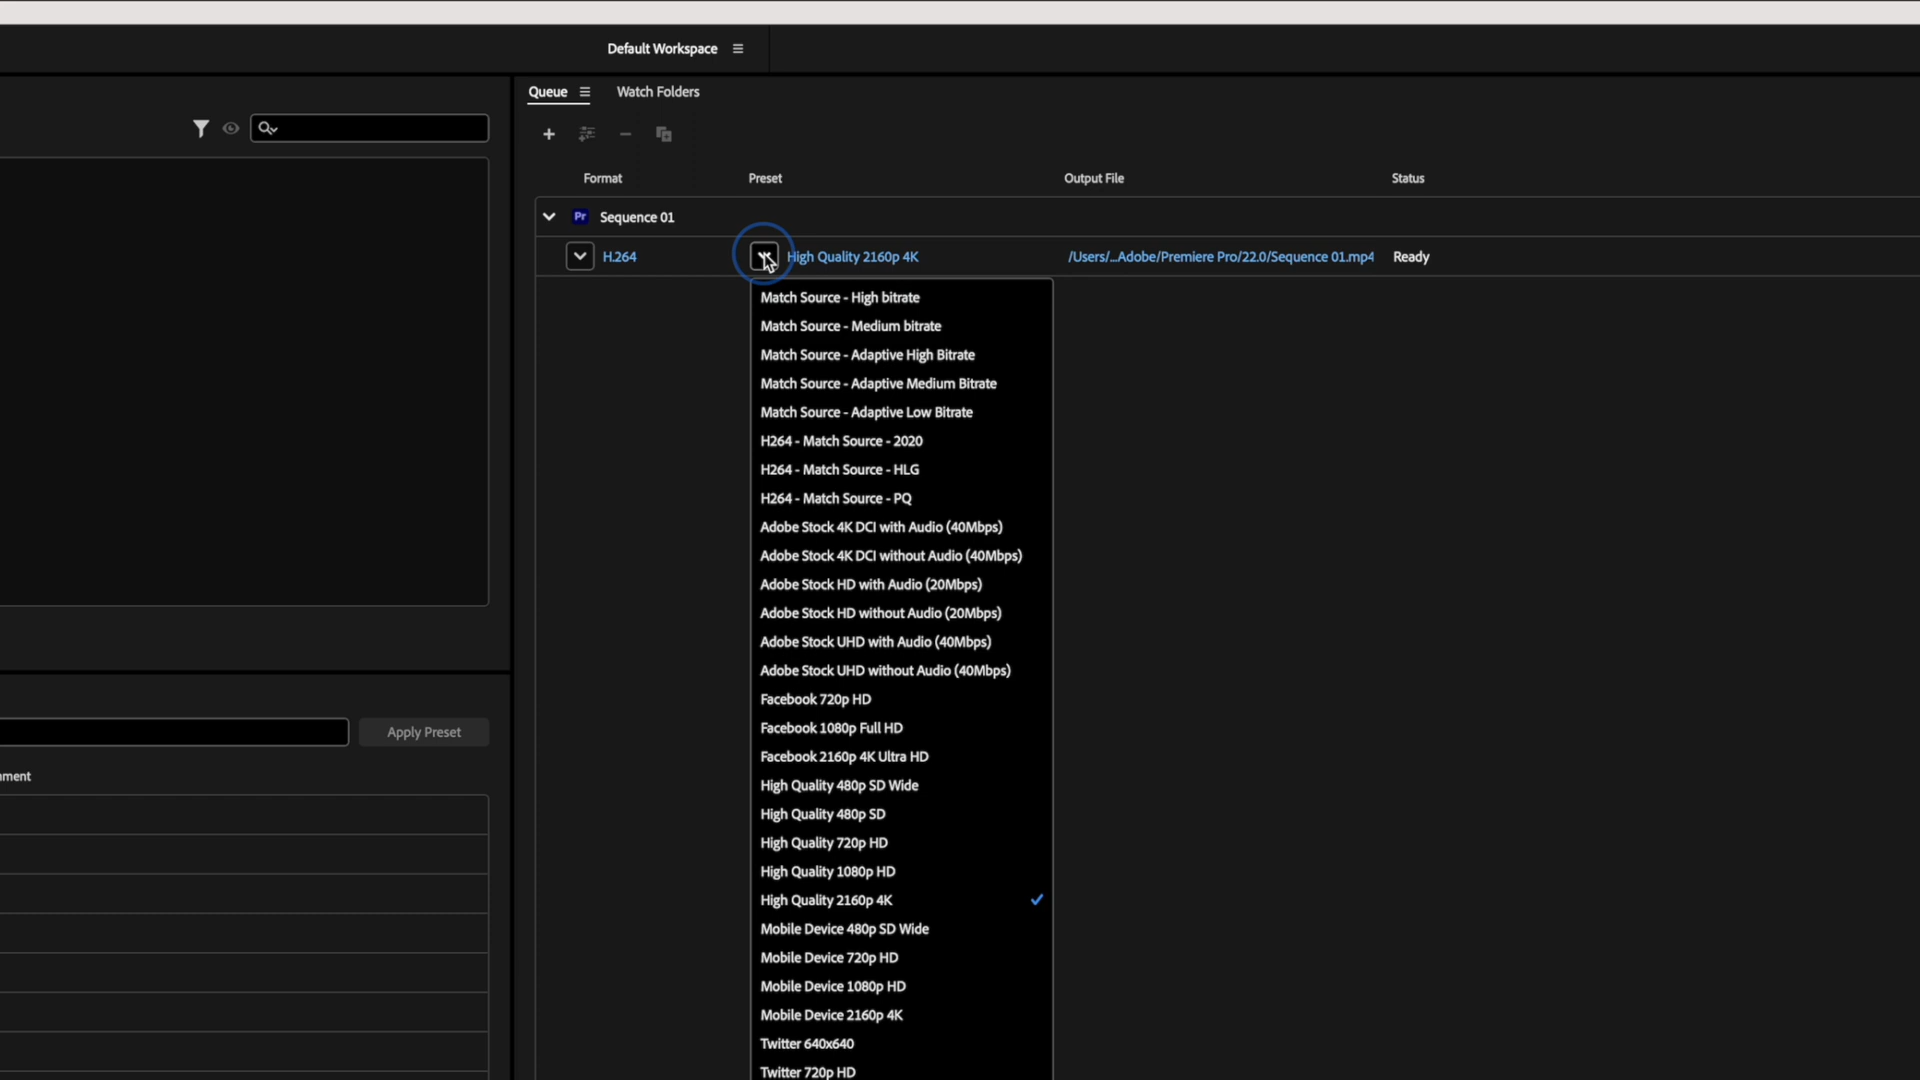 Default Workspace
Queue
Watch Folders
Format
Preset
Output File
Status
Pr
Sequence 01
H.264
High Quality 2160p 4K
/Users/...Adobe/Premiere Pro/22.0/Sequence 01.mp4
Ready
Match Source - High bitrate
Match Source - Medium bitrate
Match Source - Adaptive High Bitrate
Match Source - Adaptive Medium Bitrate
Match Source - Adaptive Low Bitrate
H264 - Match Source - 2020
H264 - Match Source - HLG
H264 - Match Source - PQ
Adobe Stock 4K DCI with Audio (40Mbps)
Adobe Stock 4K DCI without Audio (40Mbps)
Adobe Stock HD with Audio (20Mbps)
Adobe Stock HD without Audio (20Mbps)
Adobe Stock UHD with Audio (40Mbps)
Adobe Stock UHD without Audio (40Mbps)
Facebook 720p HD
Facebook 1080p Full HD
Facebook 2160p 4K Ultra HD
High Quality 480p SD Wide
High Quality 480p SD
High Quality 720p HD
High Quality 1080p HD
High Quality 2160p 4K
Mobile Device 480p SD Wide
Mobile Device 720p HD
Mobile Device 1080p HD
Mobile Device 2160p 4K
Twitter 640x640
Twitter 720p HD
Apply Preset
mment